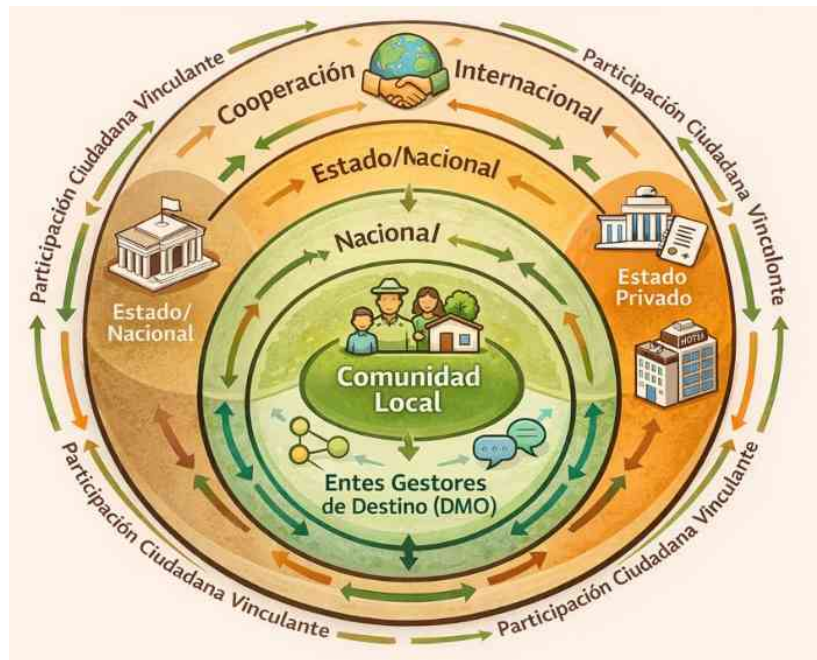 Participación Ciudadana Vinculante
Participación Ciudadana Vinculonte
Cooperación Internacional
Estado/Nacional
Nacional
Estado/
Nacional
Estado
Privado
HOTEL
Comunidad
Local
Entes Gestores
de Destino (DMO)
Participación Ciudadana Vinculante
Participación Ciudadana Vinculante